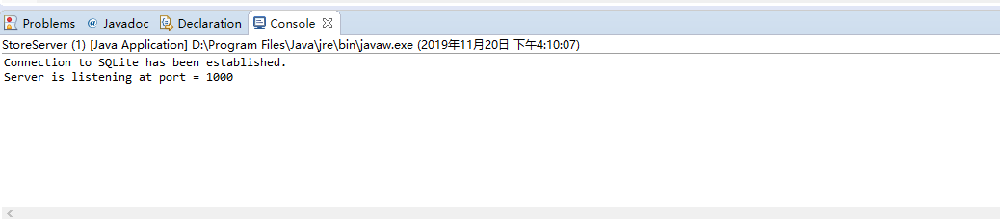 Problems @ Javadoc Declaration Console
StoreServer (1) [Java Application] D:\Program Files\Java\jre\bin\javaw.exe (2019年11月20日 下午4:10:07)
Connection to SQLite has been established.
Server is listening at port = 1000